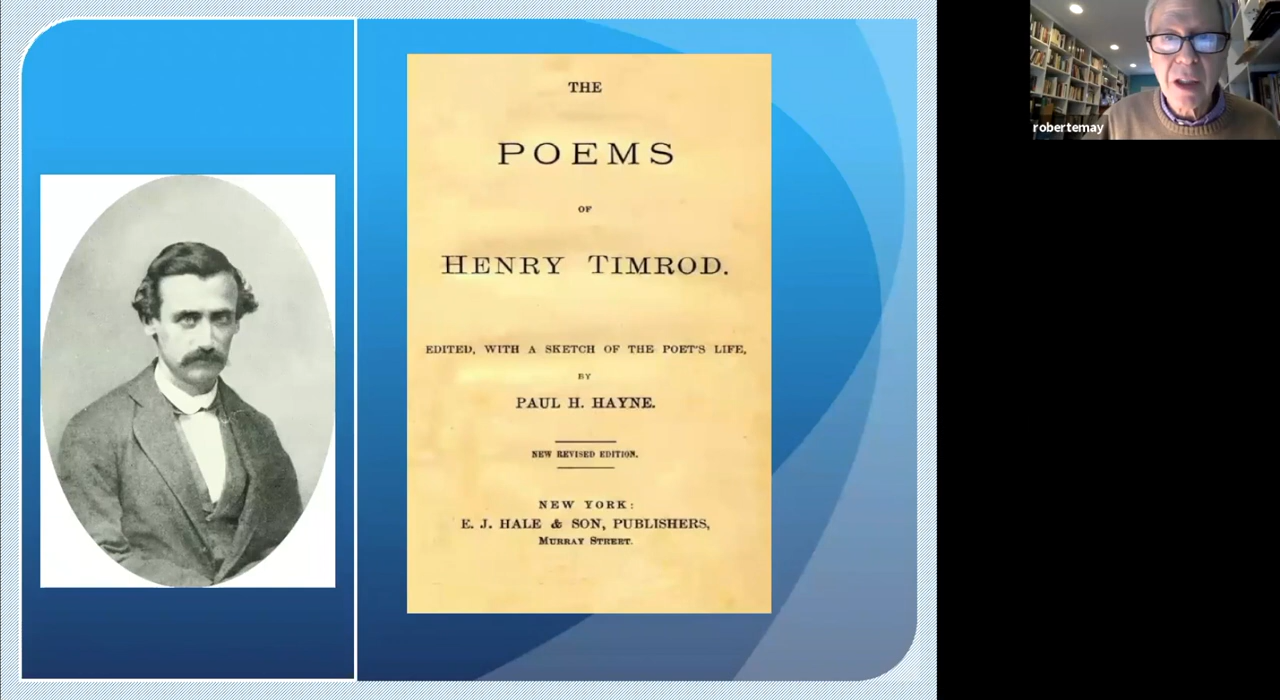 THE
POEMS
OF
HENRY TIMROD.
EDITED, WITH A SKETCH OF THE POET'S LIFE,
BY
PAUL H. HAYNE.
NEW REVISED EDITION.
NEW YORK:
E. J. HALE & SON, PUBLISHERS,
MURRAY STREET.
robertemay